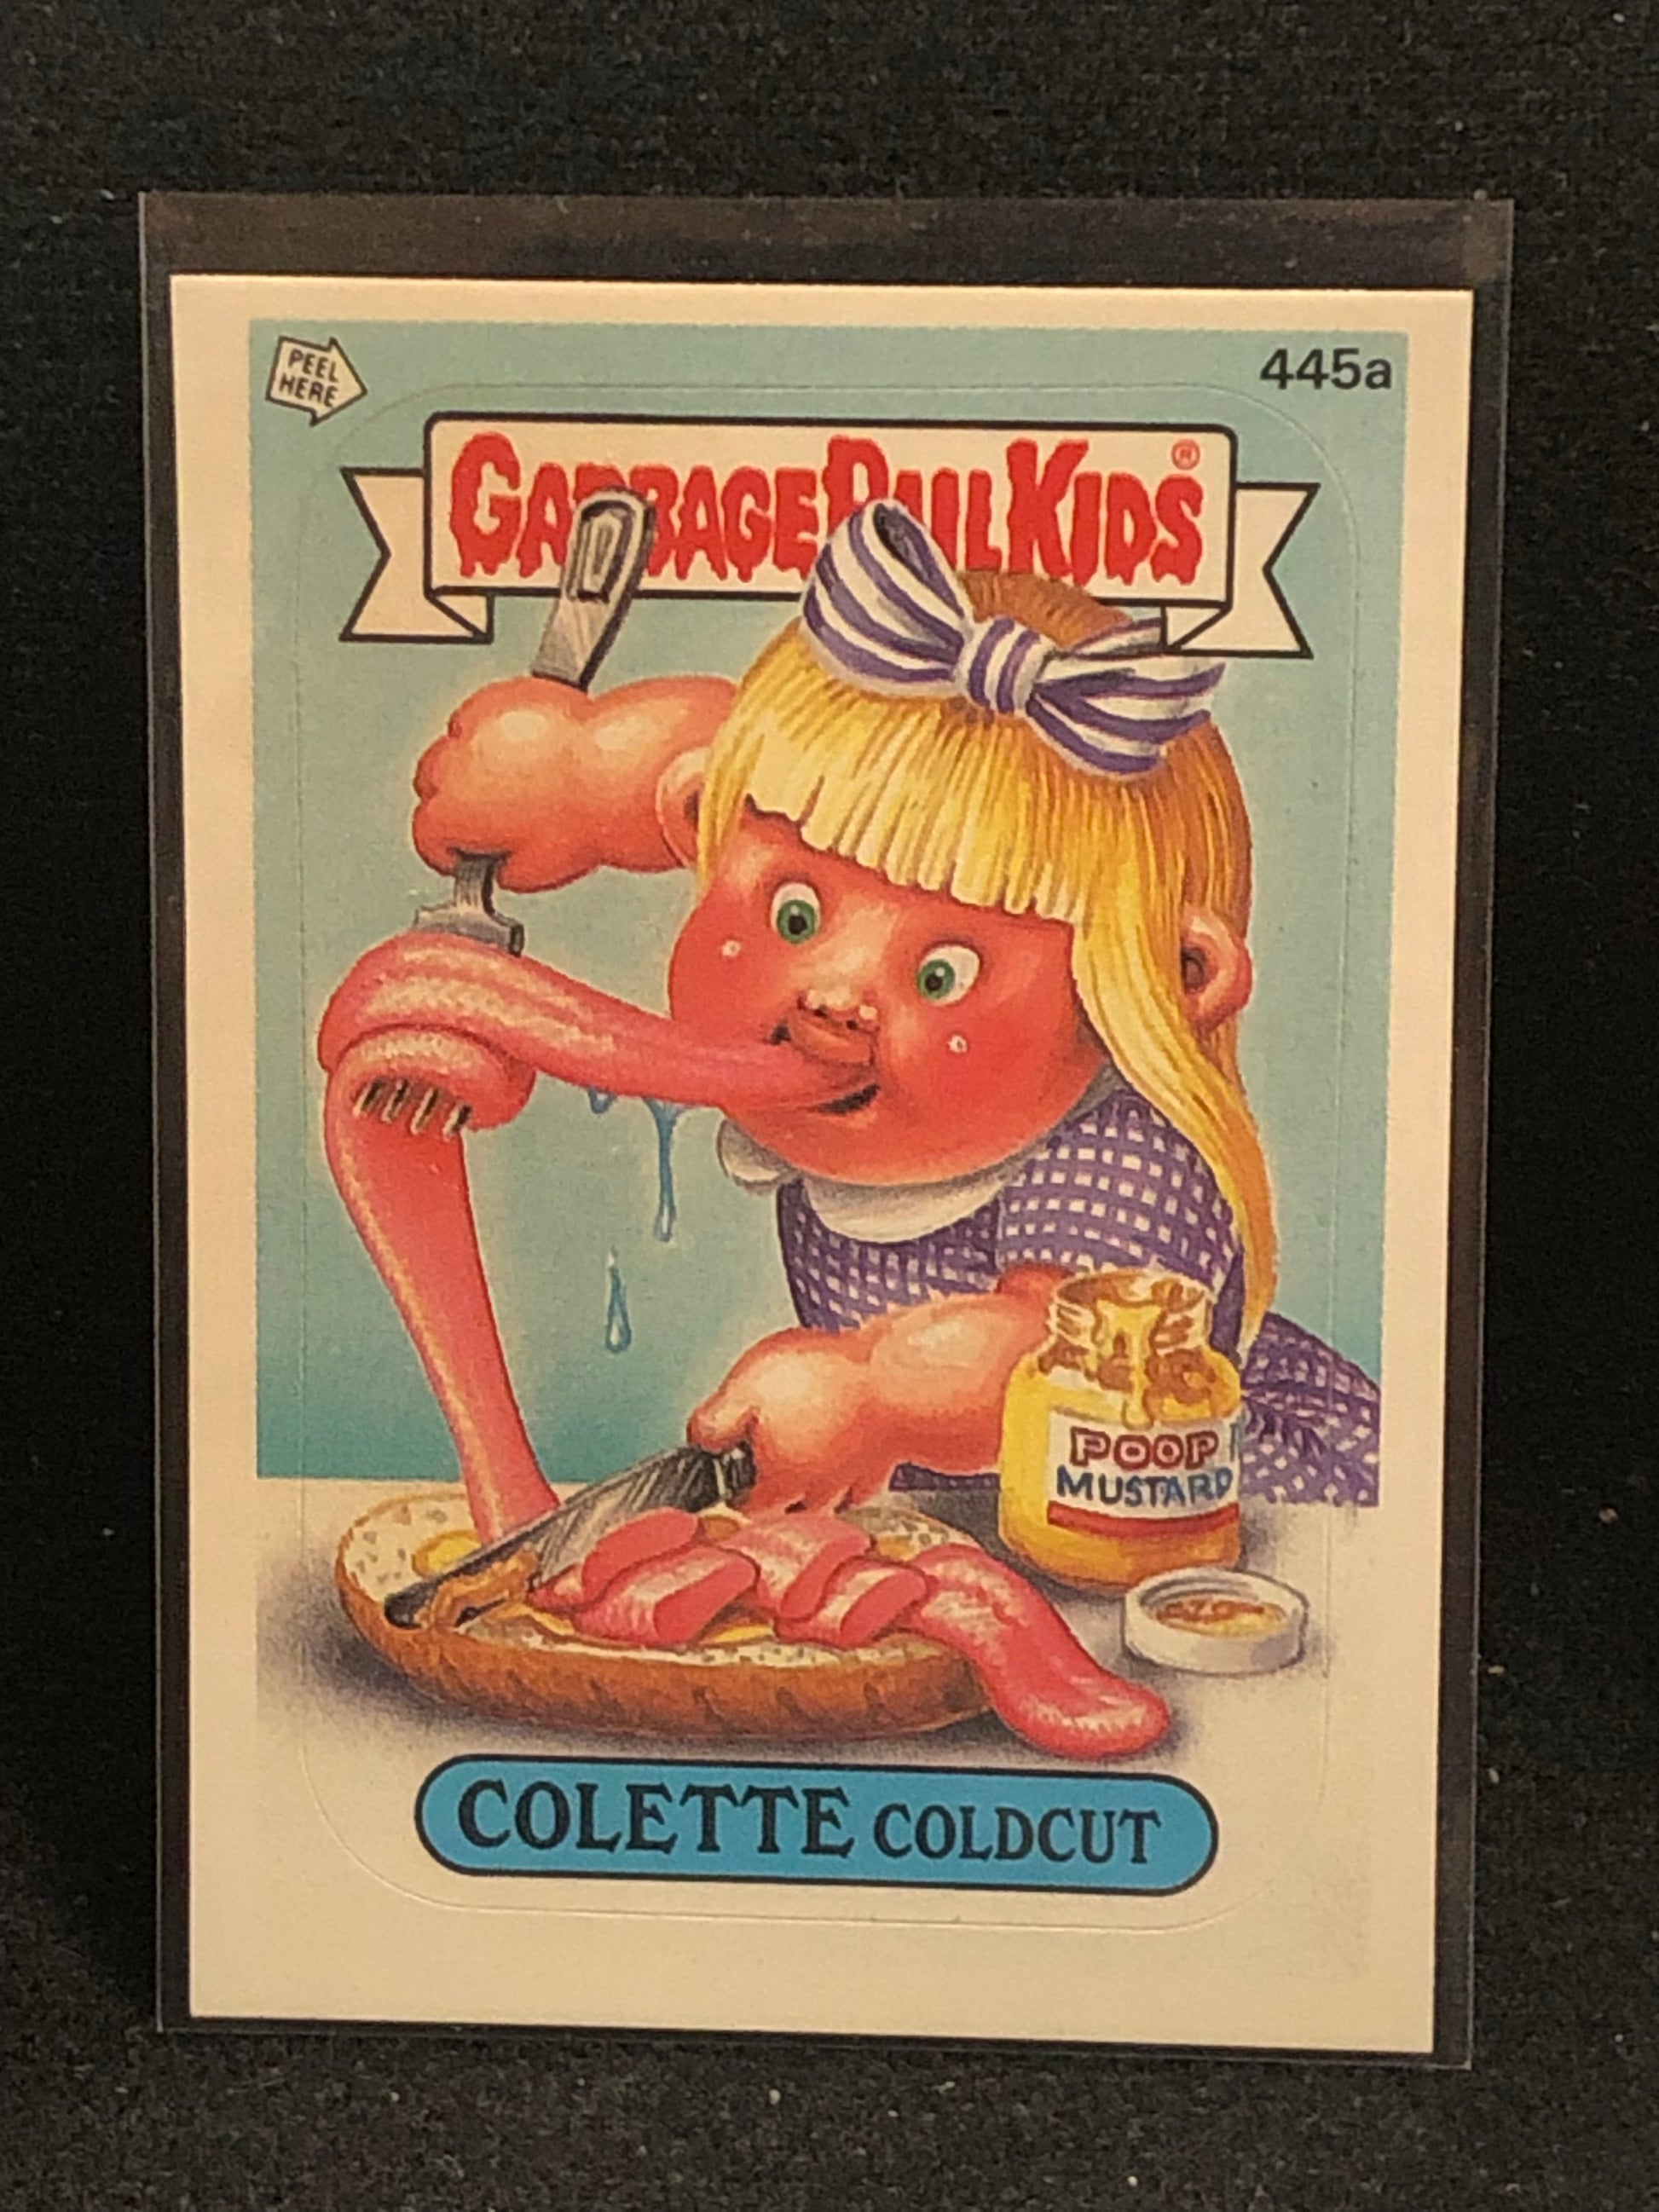 PEEL
HERE
445a
GARBAGE PAIL KIDS®
POOP
MUSTARD
COLETTE COLDCUT